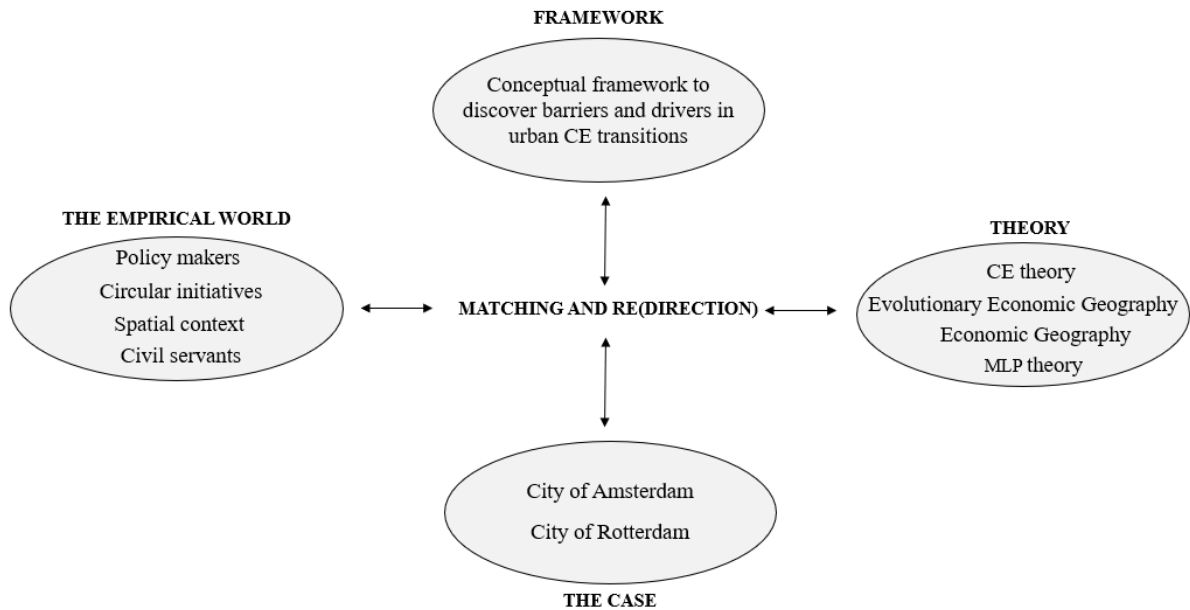 FRAMEWORK
Conceptual framework to
discover barriers and drivers in
urban CE transitions
THE EMPIRICAL WORLD
Policy makers
Circular initiatives
Spatial context
Civil servants
MATCHING AND RE(DIRECTION)
THEORY
CE theory
Evolutionary Economic Geography
Economic Geography
MLP theory
City of Amsterdam
City of Rotterdam
THE CASE